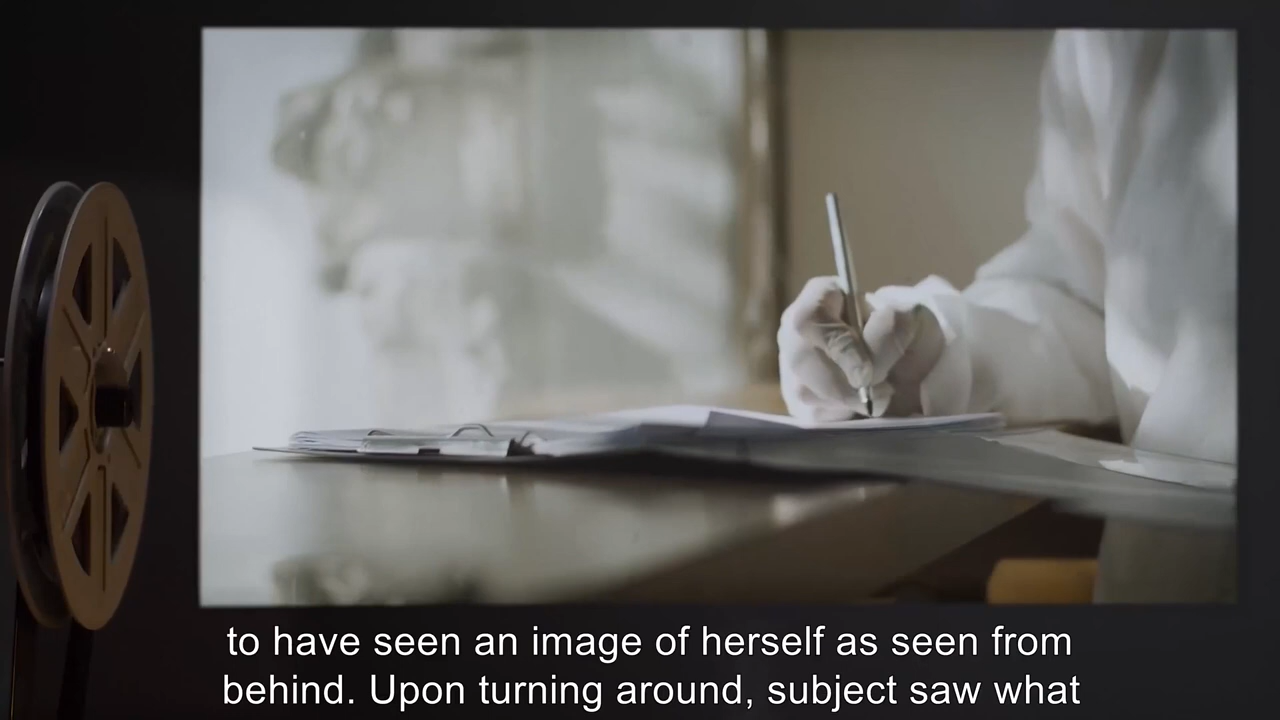 to have seen an image of herself as seen from
behind. Upon turning around, subject saw what